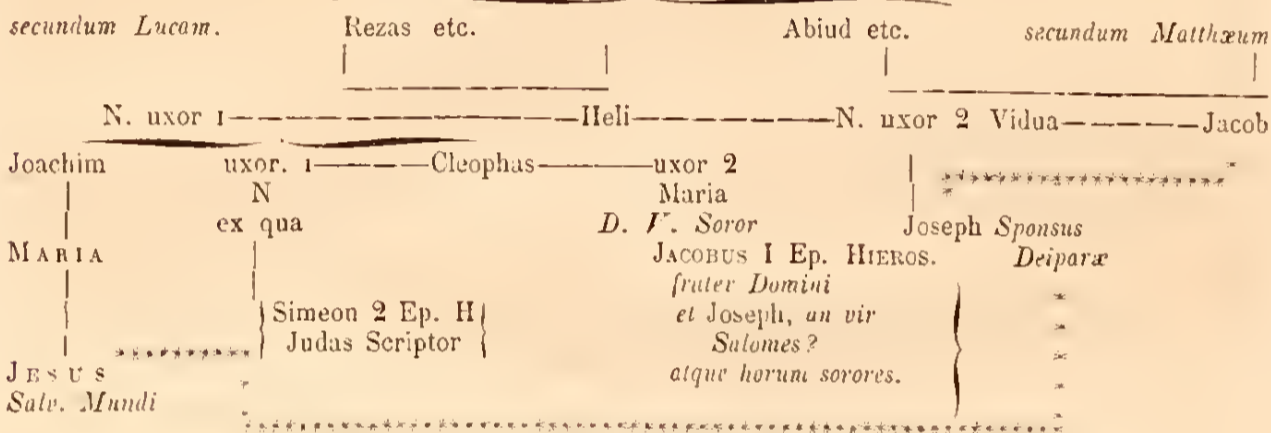 secundum Lucam. Rezas etc. Abiud etc. secundum Matthæum
N. uxor 1 Heli N. uxor 2 Vidua Jacob
Joachim uxor. 1 Cleophas uxor 2
N Maria
ex qua D. V. Soror Joseph Sponsus
MARIA JACOBUS I Ep. HIEROS. Deiparæ
frater Domini
Simeon 2 Ep. H et Joseph, an vir
Judas Scriptor Salomes?
JESUS atque horum sorores.
Salv. Mundi